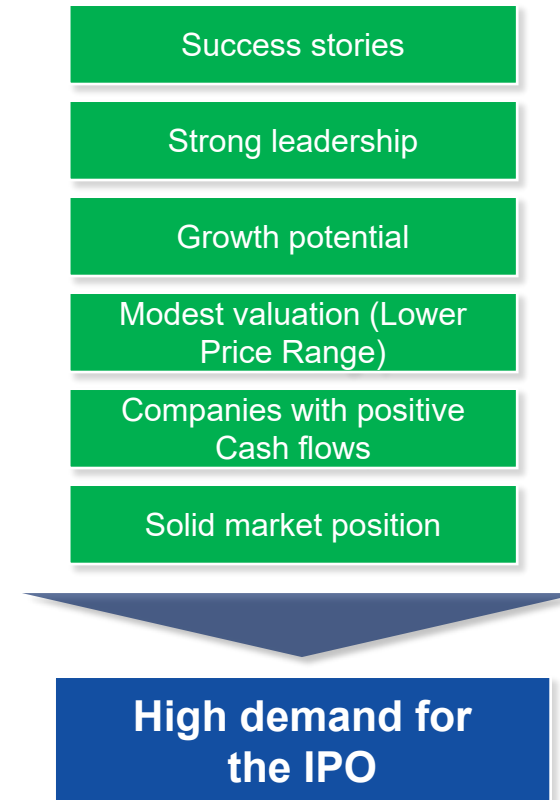 Success stories
Strong leadership
Growth potential
Modest valuation (Lower
Price Range)
Companies with positive
Cash flows
Solid market position
High demand for
the IPO